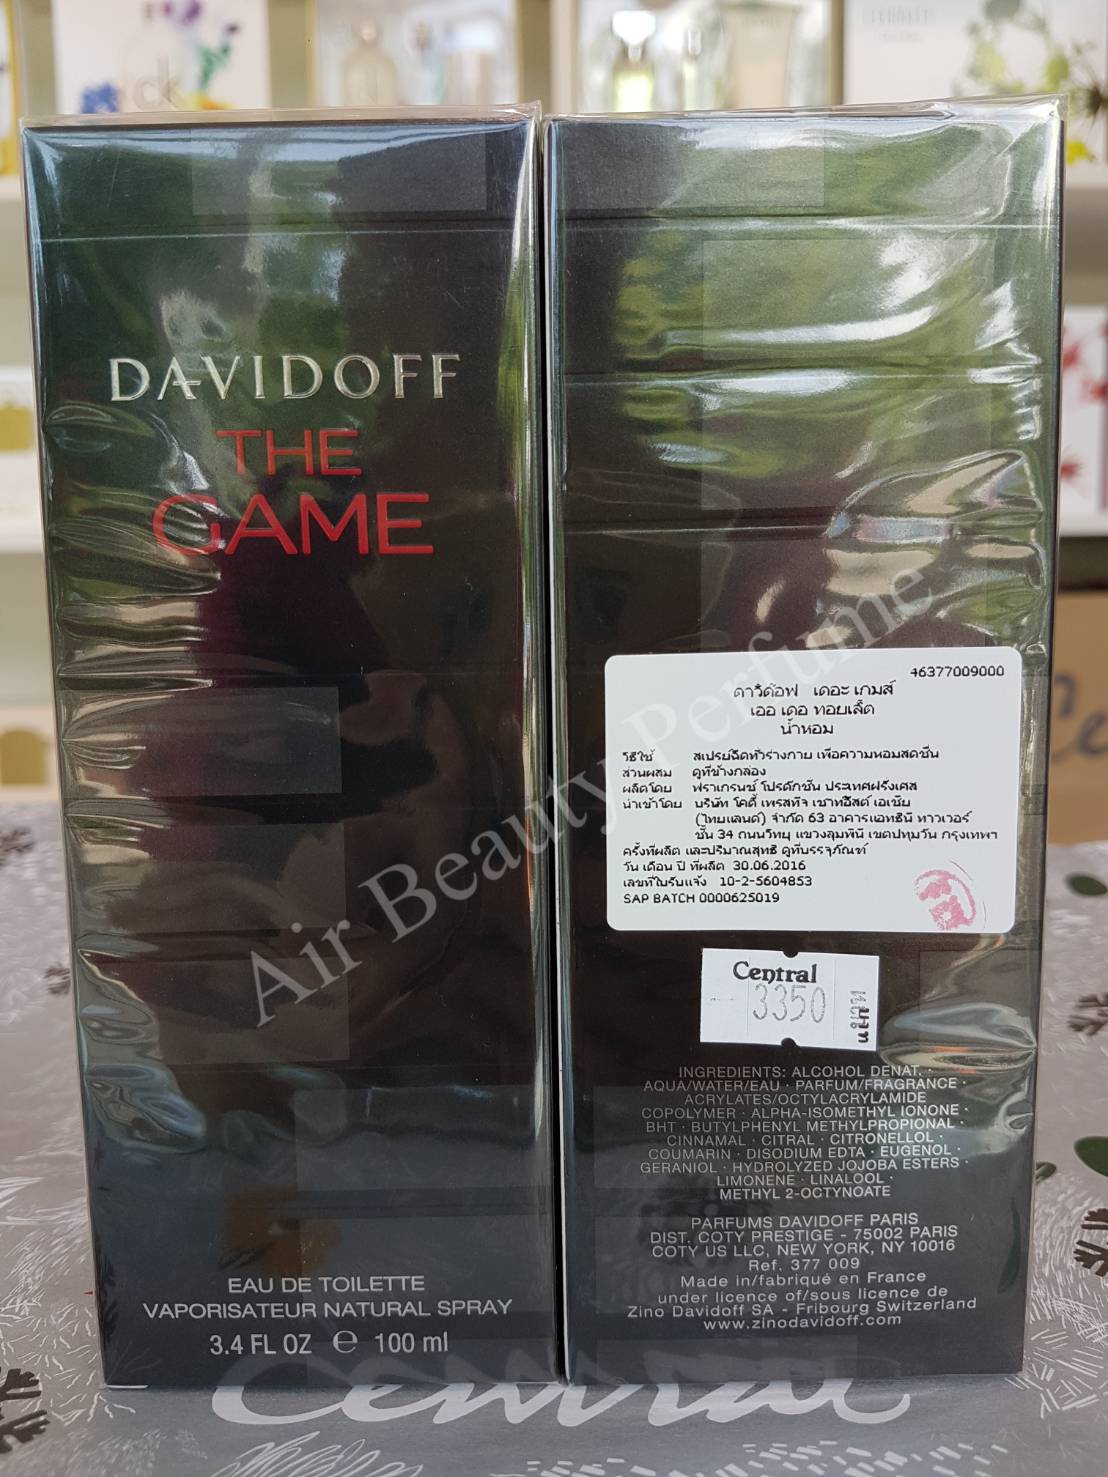 DAVIDOFF
THE
GAME
EAU DE TOILETTE
VAPORISATEUR NATURAL SPRAY
3.4 FL OZ ℮ 100 ml
46377009000
ดาวิดอฟ เดอะ เกมส์
เออ เดอ ทอยเล็ต
น้ำหอม
วิธีใช้ สเปรย์ฉีดทั่วร่างกาย เพื่อความหอมสดชื่น
ส่วนผสม ดูที่ข้างกล่อง
ผลิตโดย ฟราเกรนซ์ โปรดักชั่น ประเทศฝรั่งเศส
นำเข้าโดย บริษัท โคตี้ เพรสทีจ เซาท์อีสต์ เอเชีย
(ไทยแลนด์) จำกัด 63 อาคารแอทธินี ทาวเวอร์
ชั้น 34 ถนนวิทยุ แขวงลุมพินี เขตปทุมวัน กรุงเทพฯ
ครั้งที่ผลิต และปริมาณสุทธิ ดูที่บรรจุภัณฑ์
วัน เดือน ปี ที่ผลิต 30.06.2016
เลขที่ใบรับแจ้ง 10-2-5604853
SAP BATCH 0000625019
Central
3350
บาท
INGREDIENTS: ALCOHOL DENAT. ·
AQUA/WATER/EAU · PARFUM/FRAGRANCE ·
ACRYLATES/OCTYLACRYLAMIDE
COPOLYMER · ALPHA-ISOMETHYL IONONE ·
BHT · BUTYLPHENYL METHYLPROPIONAL ·
CINNAMAL · CITRAL · CITRONELLOL ·
COUMARIN · DISODIUM EDTA · EUGENOL ·
GERANIOL · HYDROLYZED JOJOBA ESTERS ·
LIMONENE · LINALOOL ·
METHYL 2-OCTYNOATE
PARFUMS DAVIDOFF PARIS
DIST. COTY PRESTIGE - 75002 PARIS
COTY US LLC, NEW YORK, NY 10016
Ref. 377 009
Made in/fabriqué en France
under licence of/sous licence de
Zino Davidoff SA - Fribourg Switzerland
www.zinodavidoff.com
Air Beauty Perfume
Central
ck